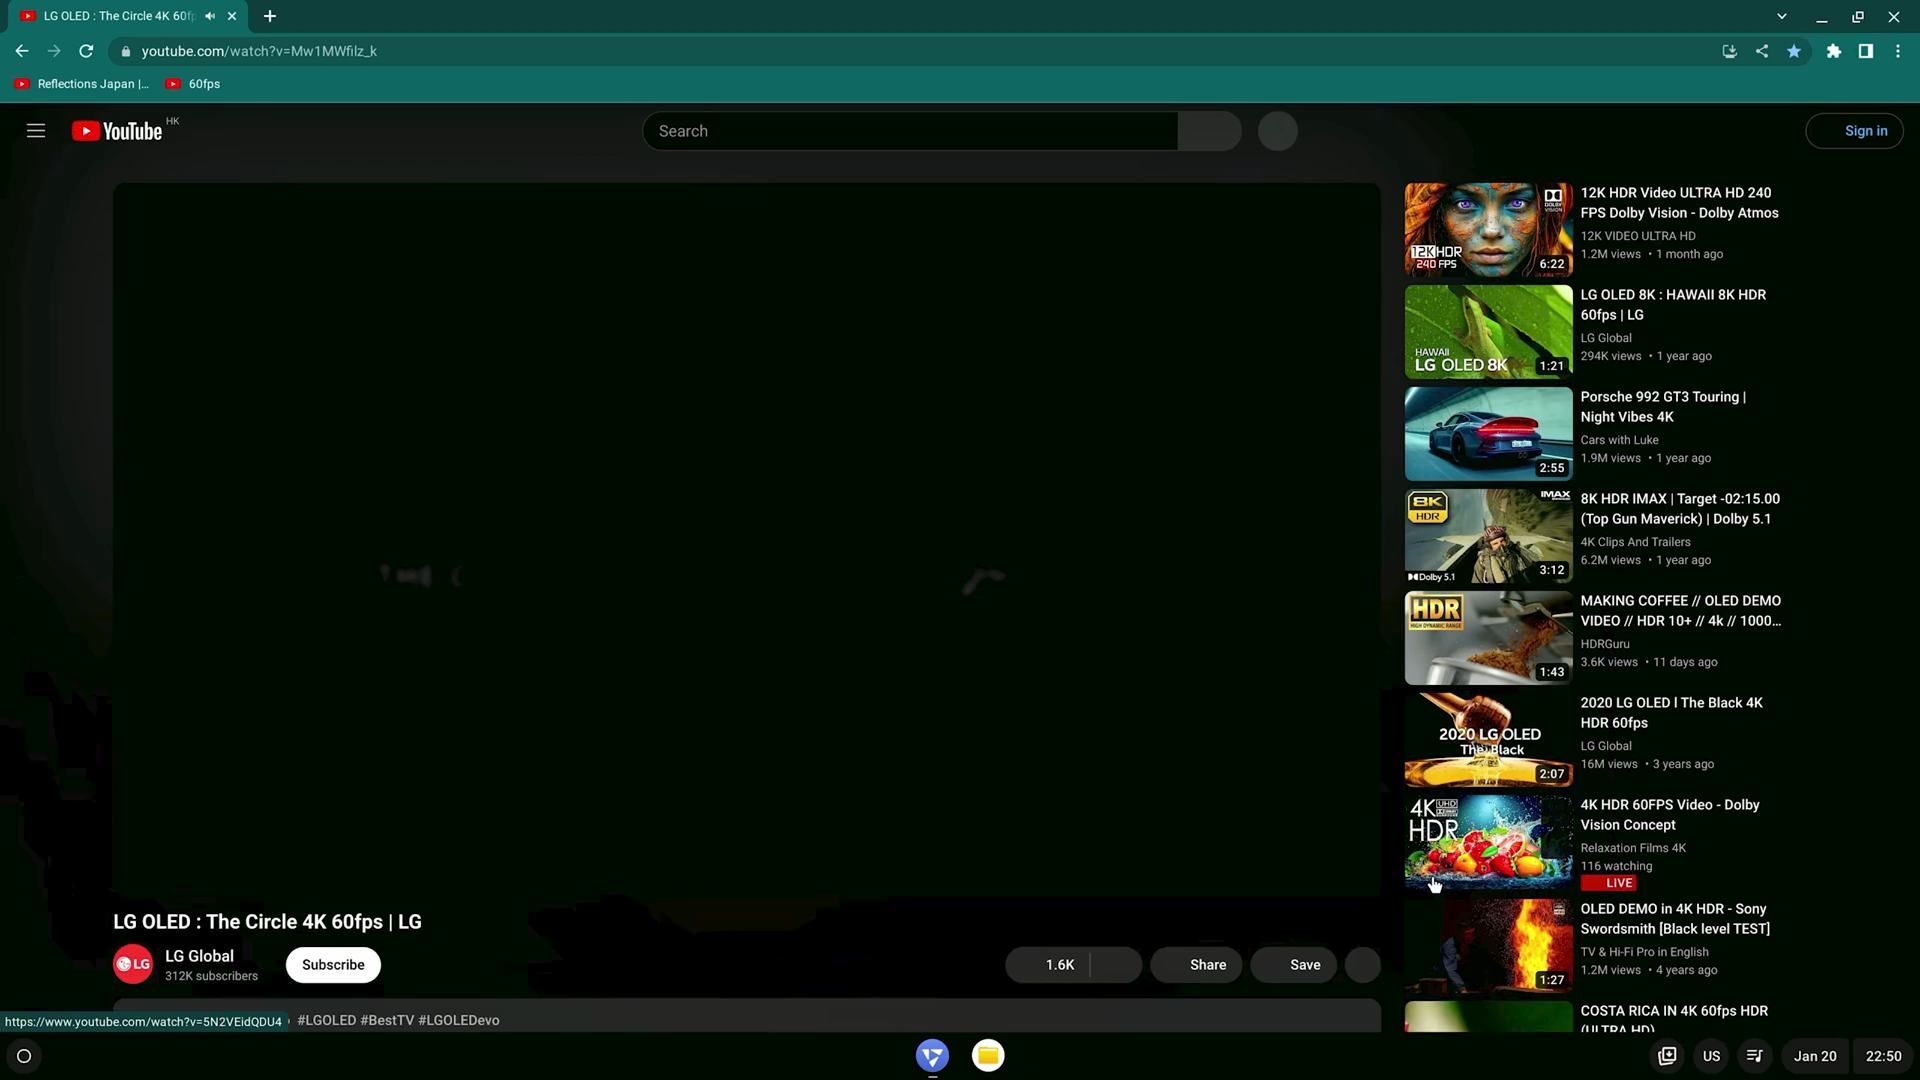 LG OLED : The Circle 4K 60fp
youtube.com/watch?v=Mw1MWfilz_k
Reflections Japan |...
60fps
YouTube HK
Search
Sign in
12K HDR
240 FPS
DOLBY VISION
6:22
12K HDR Video ULTRA HD 240
FPS Dolby Vision - Dolby Atmos
12K VIDEO ULTRA HD
1.2M views • 1 month ago
HAWAII
LG OLED 8K
1:21
LG OLED 8K : HAWAII 8K HDR
60fps | LG
LG Global
294K views • 1 year ago
2:55
Porsche 992 GT3 Touring |
Night Vibes 4K
Cars with Luke
1.9M views • 1 year ago
8K
HDR
IMAX
Dolby 5.1
3:12
8K HDR IMAX | Target -02:15.00
(Top Gun Maverick) | Dolby 5.1
4K Clips And Trailers
6.2M views • 1 year ago
HDR
HIGH DYNAMIC RANGE
1:43
MAKING COFFEE // OLED DEMO
VIDEO // HDR 10+ // 4k // 1000...
HDRGuru
3.6K views • 11 days ago
2020 LG OLED
The Black
2:07
2020 LG OLED l The Black 4K
HDR 60fps
LG Global
16M views • 3 years ago
4K UHD
HDR
4K HDR 60FPS Video - Dolby
Vision Concept
Relaxation Films 4K
116 watching
LIVE
1:27
OLED DEMO in 4K HDR - Sony
Swordsmith [Black level TEST]
TV & Hi-Fi Pro in English
1.2M views • 4 years ago
COSTA RICA IN 4K 60fps HDR
(ULTRA HD)
LG OLED : The Circle 4K 60fps | LG
LG
LG Global
312K subscribers
Subscribe
1.6K
Share
Save
https://www.youtube.com/watch?v=5N2VEidQDU4
#LGOLED #BestTV #LGOLEDevo
US
Jan 20
22:50